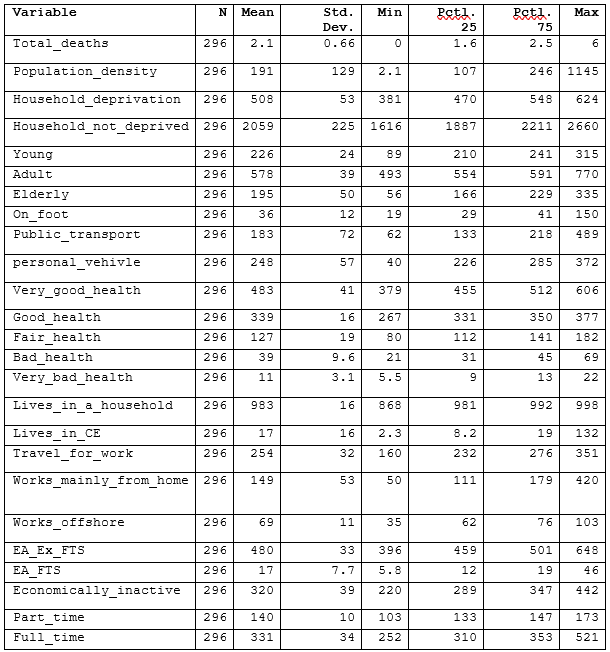 Variable N Mean Std. Dev. Min Pctl. 25 Pctl. 75 Max
Total_deaths 296 2.1 0.66 0 1.6 2.5 6
Population_density 296 191 129 2.1 107 246 1145
Household_deprivation 296 508 53 381 470 548 624
Household_not_deprived 296 2059 225 1616 1887 2211 2660
Young 296 226 24 89 210 241 315
Adult 296 578 39 493 554 591 770
Elderly 296 195 50 56 166 229 335
On_foot 296 36 12 19 29 41 150
Public_transport 296 183 72 62 133 218 489
personal_vehivle 296 248 57 40 226 285 372
Very_good_health 296 483 41 379 455 512 606
Good_health 296 339 16 267 331 350 377
Fair_health 296 127 19 80 112 141 182
Bad_health 296 39 9.6 21 31 45 69
Very_bad_health 296 11 3.1 5.5 9 13 22
Lives_in_a_household 296 983 16 868 981 992 998
Lives_in_CE 296 17 16 2.3 8.2 19 132
Travel_for_work 296 254 32 160 232 276 351
Works_mainly_from_home 296 149 53 50 111 179 420
Works_offshore 296 69 11 35 62 76 103
EA_Ex_FTS 296 480 33 396 459 501 648
EA_FTS 296 17 7.7 5.8 12 19 46
Economically_inactive 296 320 39 220 289 347 442
Part_time 296 140 10 103 133 147 173
Full_time 296 331 34 252 310 353 521